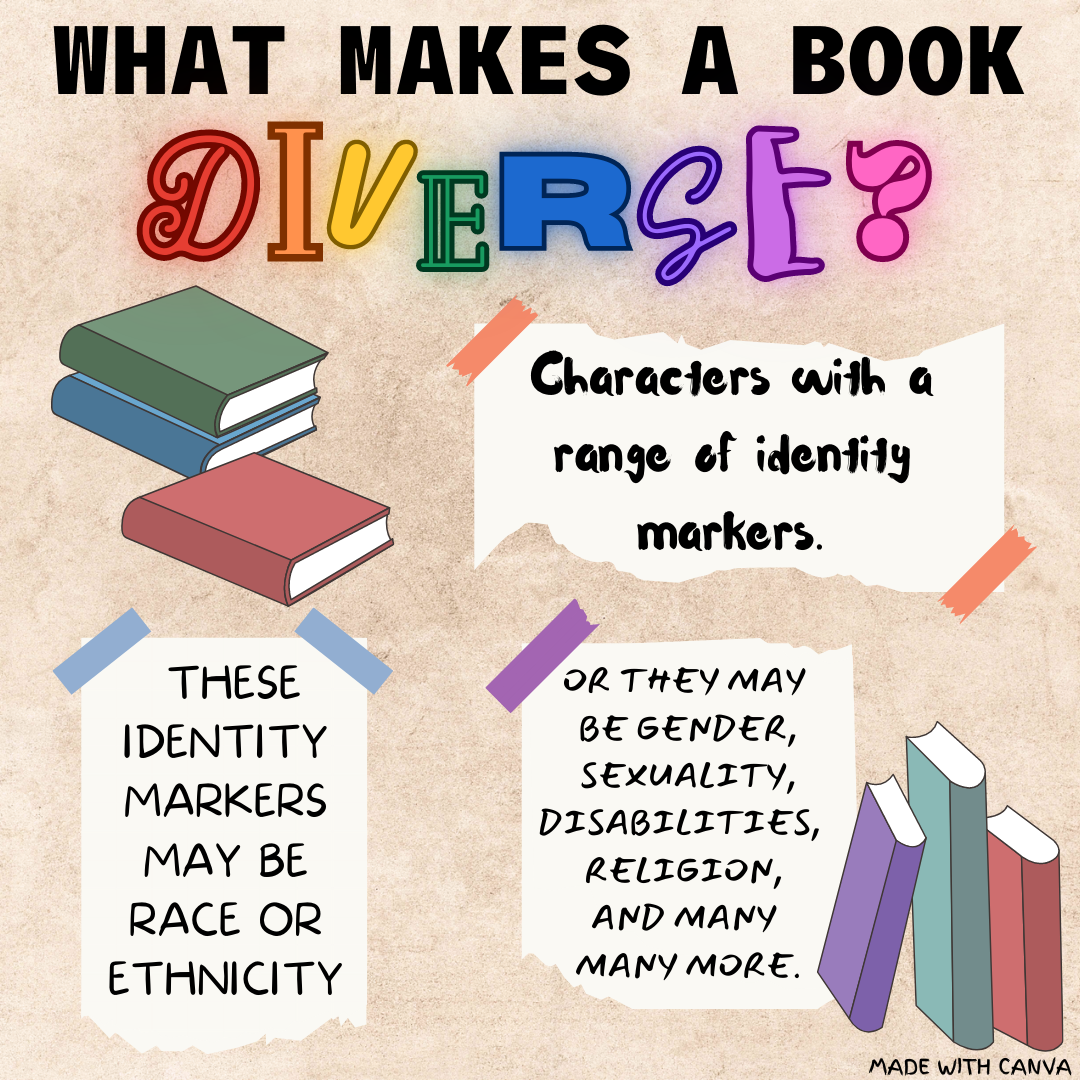 WHAT MAKES A BOOK
DIVERSE?
Characters with a
range of identity
markers.
THESE
IDENTITY
MARKERS
MAY BE
RACE OR
ETHNICITY
OR THEY MAY
BE GENDER,
SEXUALITY,
DISABILITIES,
RELIGION,
AND MANY
MANY MORE.
MADE WITH CANVA